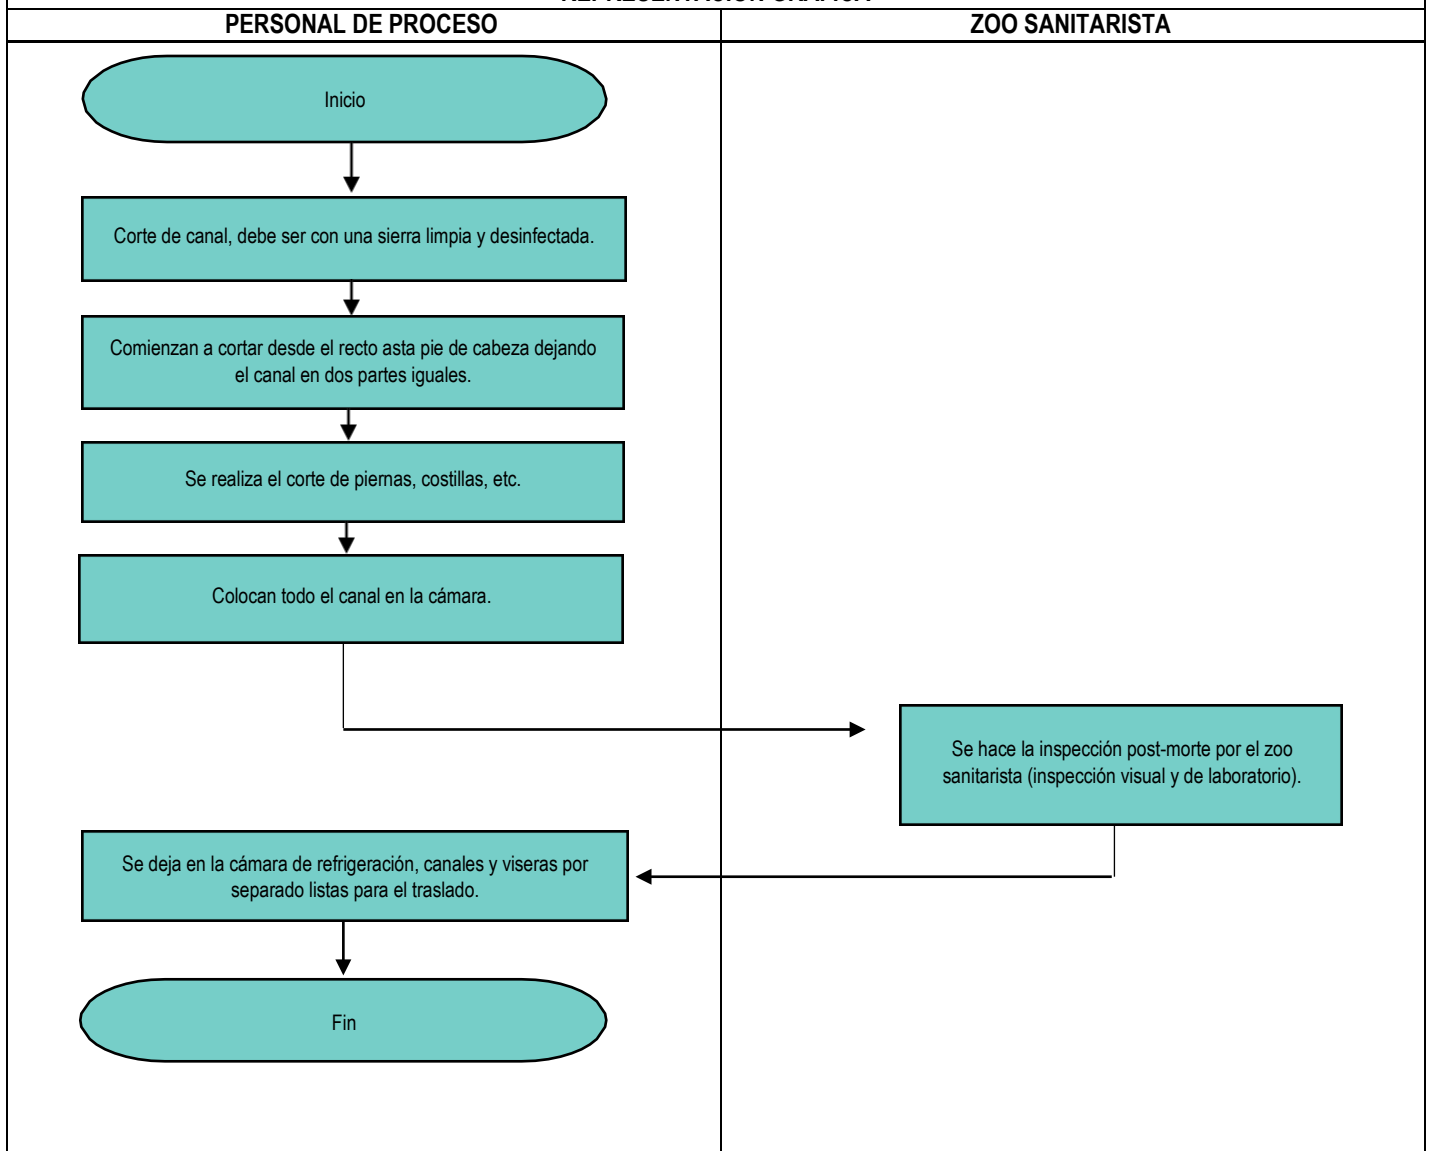 PERSONAL DE PROCESO
ZOO SANITARISTA
Inicio
Corte de canal, debe ser con una sierra limpia y desinfectada.
Comienzan a cortar desde el recto asta pie de cabeza dejando
el canal en dos partes iguales.
Se realiza el corte de piernas, costillas, etc.
Colocan todo el canal en la cámara.
Se hace la inspección post-morte por el zoo
sanitarista (inspección visual y de laboratorio).
Se deja en la cámara de refrigeración, canales y viseras por
separado listas para el traslado.
Fin